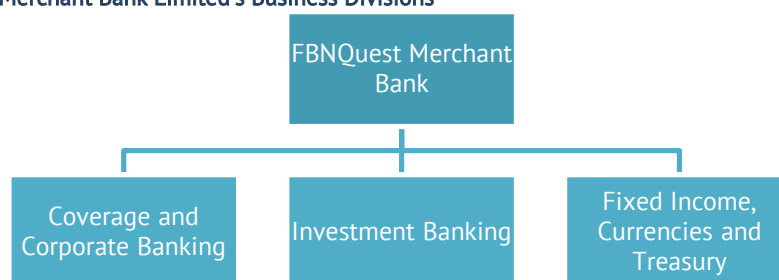 Merchant Bank Limited's Business Divisions
FBNQuest Merchant
Bank
Coverage and
Corporate Banking
Investment Banking
Fixed Income,
Currencies and
Treasury